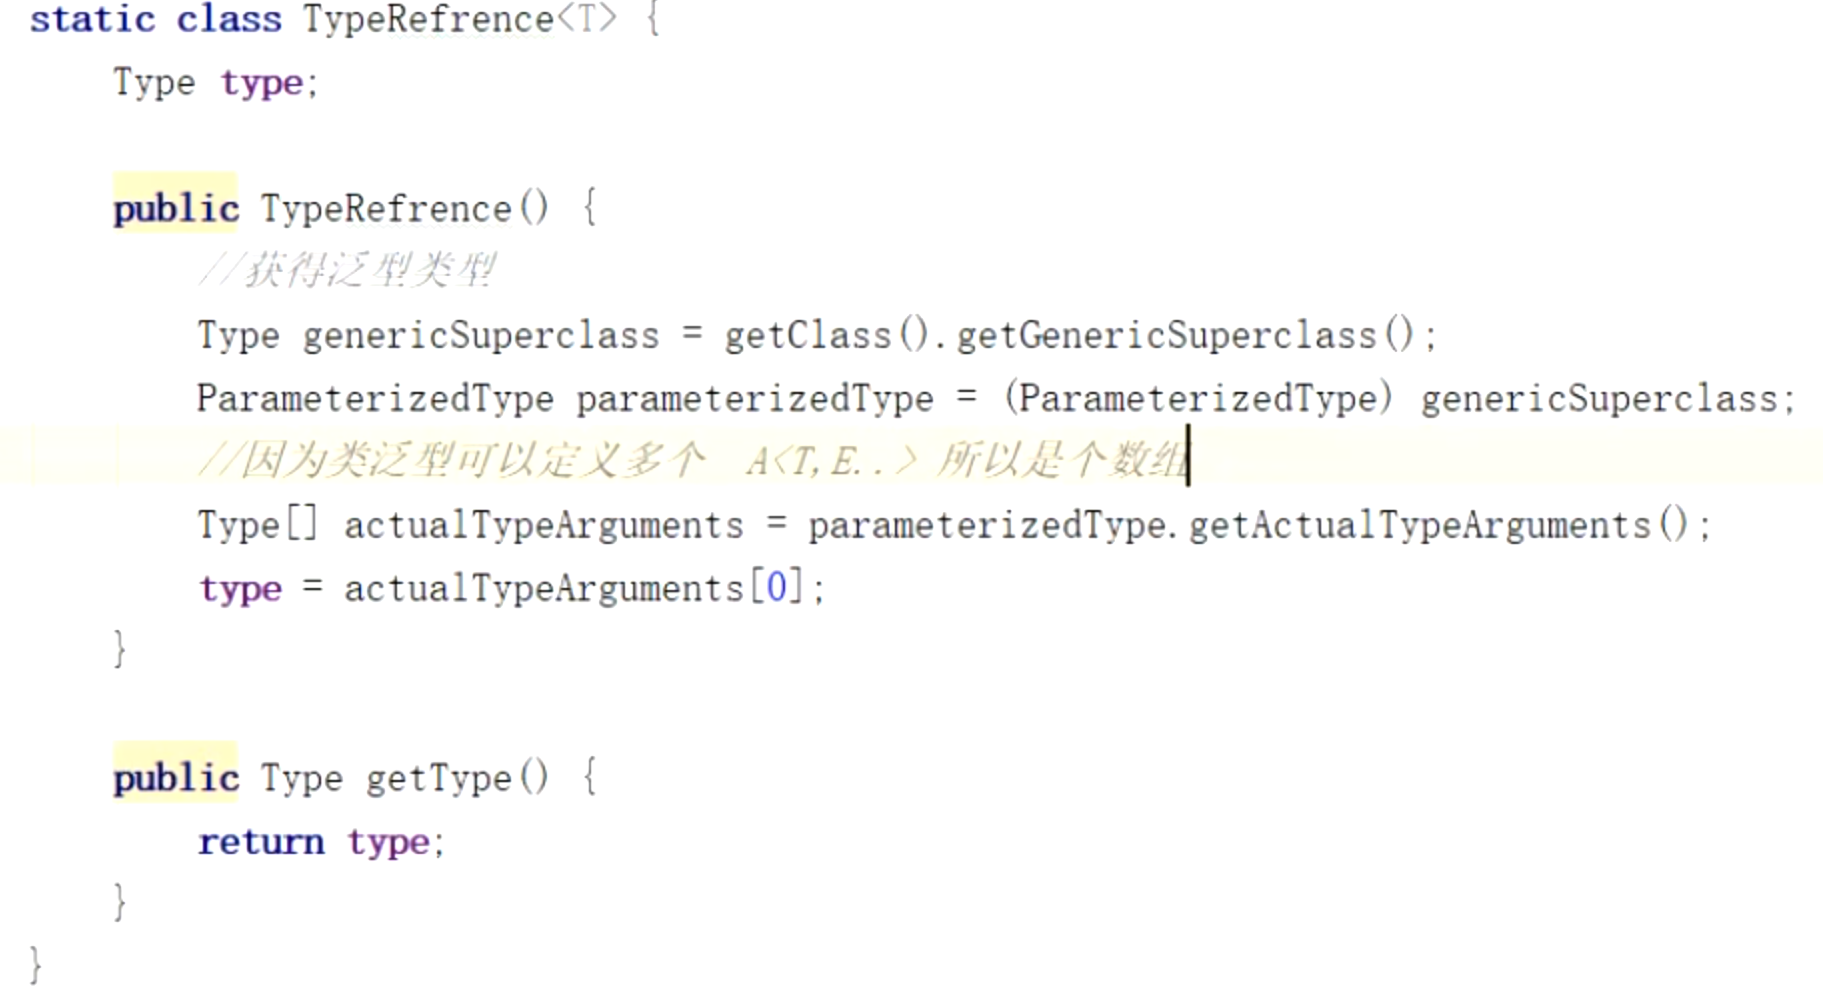 static class TypeRefrence<T> {
Type type;
public TypeRefrence() {
//获得泛型类型
Type genericSuperclass = getClass().getGenericSuperclass();
ParameterizedType parameterizedType = (ParameterizedType) genericSuperclass;
//因为类泛型可以定义多个 A<T,E..> 所以是个数组
Type[] actualTypeArguments = parameterizedType.getActualTypeArguments();
type = actualTypeArguments[0];
}
public Type getType() {
return type;
}
}